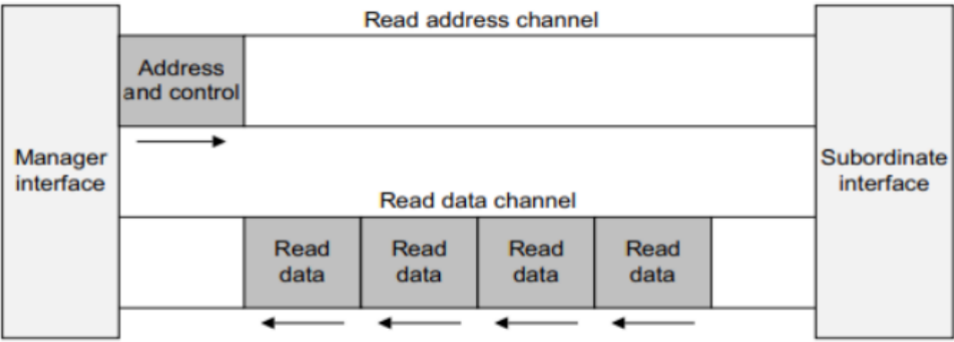 Read address channel
Address
and control
Manager
interface
Subordinate
interface
Read data channel
Read
data
Read
data
Read
data
Read
data